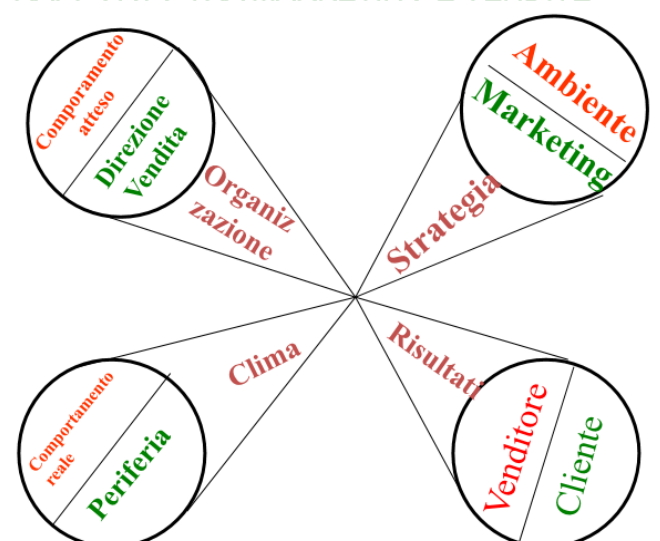 Comporamento
atteso
Direzione
Vendita
Organiz
zazione
Ambiente
Marketing
Strategia
Clima
Comportamento
reale
Periferia
Risultati
Venditore
Cliente